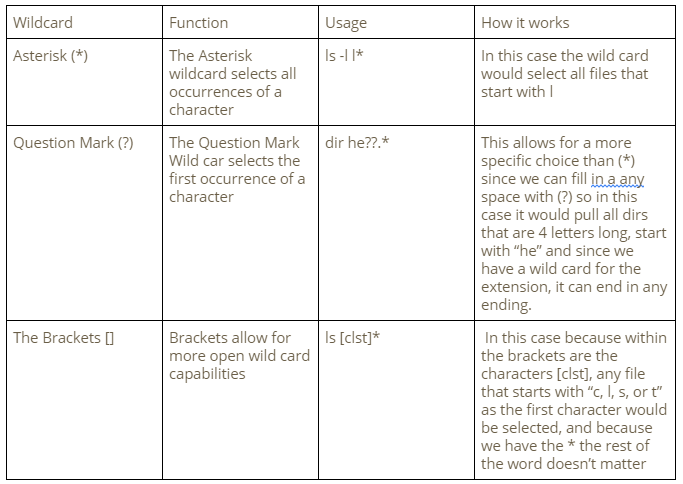 Wildcard
Function
Usage
How it works
Asterisk (*)
The Asterisk
wildcard selects all
occurrences of a
character
ls -l l*
In this case the wild card
would select all files that
start with l
Question Mark (?)
The Question Mark
Wild car selects the
first occurrence of a
character
dir he??.*
This allows for a more
specific choice than (*)
since we can fill in a any
space with (?) so in this
case it would pull all dirs
that are 4 letters long, start
with “he” and since we
have a wild card for the
extension, it can end in any
ending.
The Brackets []
Brackets allow for
more open wild card
capabilities
ls [clst]*
In this case because within
the brackets are the
characters [clst], any file
that starts with “c, l, s, or t”
as the first character would
be selected, and because
we have the * the rest of
the word doesn’t matter